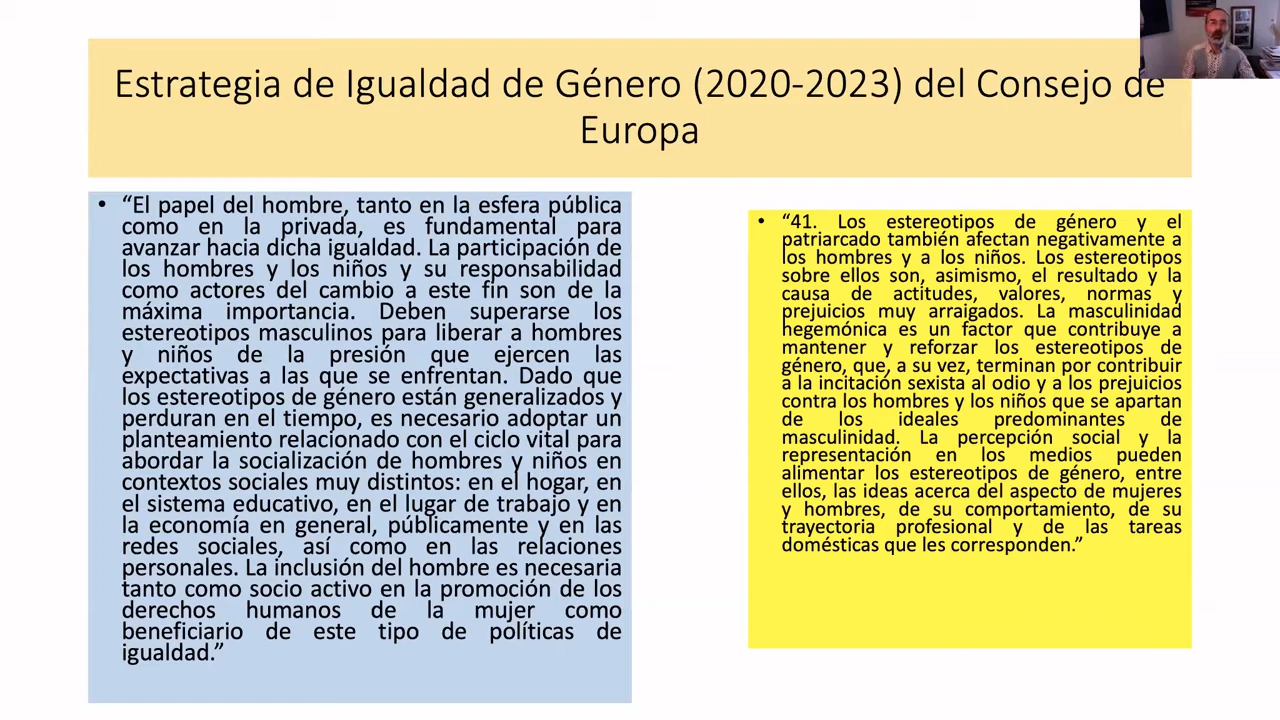 Estrategia de Igualdad de Género (2020-2023) del Consejo de
Europa
• “El papel del hombre, tanto en la esfera pública
como en la privada, es fundamental para
avanzar hacia dicha igualdad. La participación de
los hombres y los niños y su responsabilidad
como actores del cambio a este fin son de la
máxima importancia. Deben superarse los
estereotipos masculinos para liberar a hombres
y niños de la presión que ejercen las
expectativas a las que se enfrentan. Dado que
los estereotipos de género están generalizados y
perduran en el tiempo, es necesario adoptar un
planteamiento relacionado con el ciclo vital para
abordar la socialización de hombres y niños en
contextos sociales muy distintos: en el hogar, en
el sistema educativo, en el lugar de trabajo y en
la economía en general, públicamente y en las
redes sociales, así como en las relaciones
personales. La inclusión del hombre es necesaria
tanto como socio activo en la promoción de los
derechos humanos de la mujer como
beneficiario de este tipo de políticas de
igualdad.”
• “41. Los estereotipos de género y el
patriarcado también afectan negativamente a
los hombres y a los niños. Los estereotipos
sobre ellos son, asimismo, el resultado y la
causa de actitudes, valores, normas y
prejuicios muy arraigados. La masculinidad
hegemónica es un factor que contribuye a
mantener y reforzar los estereotipos de
género, que, a su vez, terminan por contribuir
a la incitación sexista al odio y a los prejuicios
contra los hombres y los niños que se apartan
de los ideales predominantes de
masculinidad. La percepción social y la
representación en los medios pueden
alimentar los estereotipos de género, entre
ellos, las ideas acerca del aspecto de mujeres
y hombres, de su comportamiento, de su
trayectoria profesional y de las tareas
domésticas que les corresponden.”